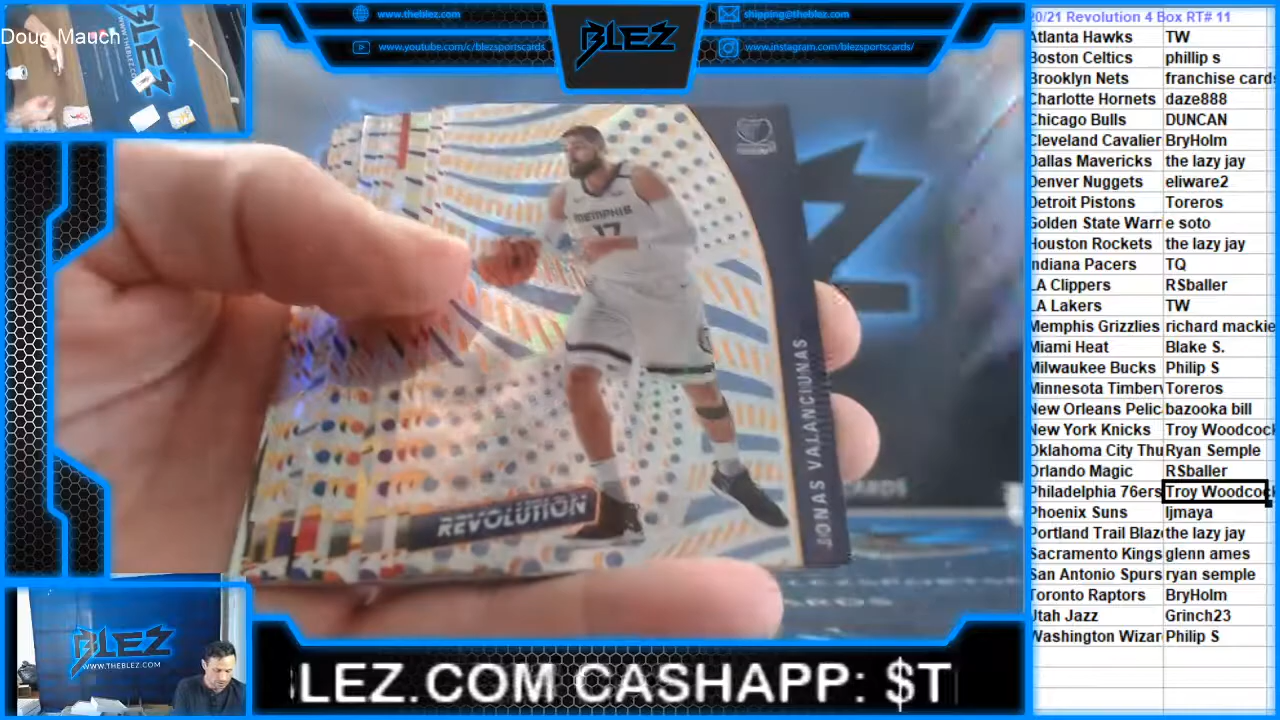 Doug Mauch
BLEZ
www.theblez.com
shipping@theblez.com
www.youtube.com/c/blezsportscards
www.instagram.com/blezsportscards/
BLEZ
20/21 Revolution 4 Box RT# 11
Atlanta Hawks TW
Boston Celtics phillip s
Brooklyn Nets franchise cards
Charlotte Hornets daze888
Chicago Bulls DUNCAN
Cleveland Cavalier BryHolm
Dallas Mavericks the lazy jay
Denver Nuggets eliware2
Detroit Pistons Toreros
Golden State Warr e soto
Houston Rockets the lazy jay
Indiana Pacers TQ
LA Clippers RSballer
LA Lakers TW
Memphis Grizzlies richard mackie
Miami Heat Blake S.
Milwaukee Bucks Philip S
Minnesota Timberv Toreros
New Orleans Pelic bazooka bill
New York Knicks Troy Woodcock
Oklahoma City Thu Ryan Semple
Orlando Magic RSballer
Philadelphia 76ers Troy Woodcock
Phoenix Suns ljmaya
Portland Trail Blaze the lazy jay
Sacramento Kings glenn ames
San Antonio Spurs ryan semple
Toronto Raptors BryHolm
Utah Jazz Grinch23
Washington Wizar Philip S
MEMPHIS
17
JONAS VALANCIUNAS
REVOLUTION
BLEZ
WWW.THEBLEZ.COM
BLEZ.COM CASHAPP: $T